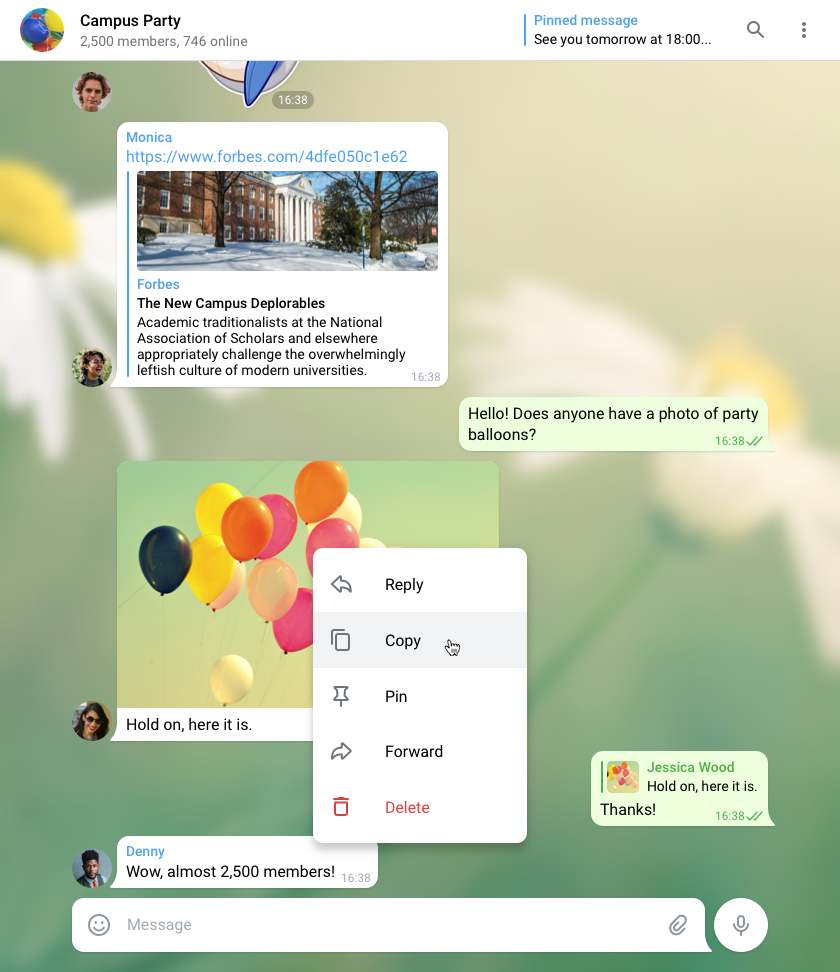 Campus Party
2,500 members, 746 online
Pinned message
See you tomorrow at 18:00...
16:38
Monica
https://www.forbes.com/4dfe050c1e62
Forbes
The New Campus Deplorables
Academic traditionalists at the National
Association of Scholars and elsewhere
appropriately challenge the overwhelmingly
leftish culture of modern universities.
16:38
Hello! Does anyone have a photo of party
balloons?
16:38
Hold on, here it is.
Reply
Copy
Pin
Forward
Delete
Jessica Wood
Hold on, here it is.
Thanks!
16:38
Denny
Wow, almost 2,500 members!
16:38
Message